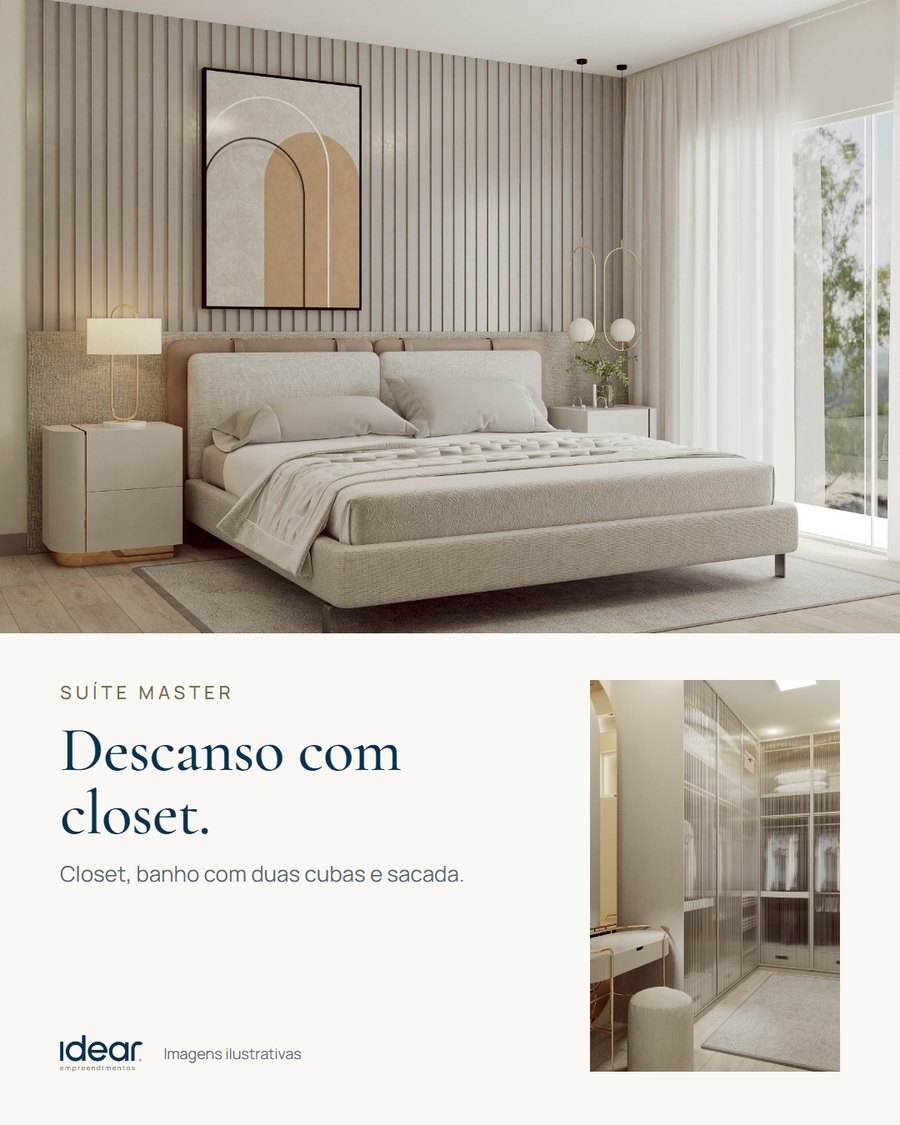 SUÍTE MASTER
Descanso com
closet.
Closet, banho com duas cubas e sacada.
idear
empreendimentos
Imagens ilustrativas